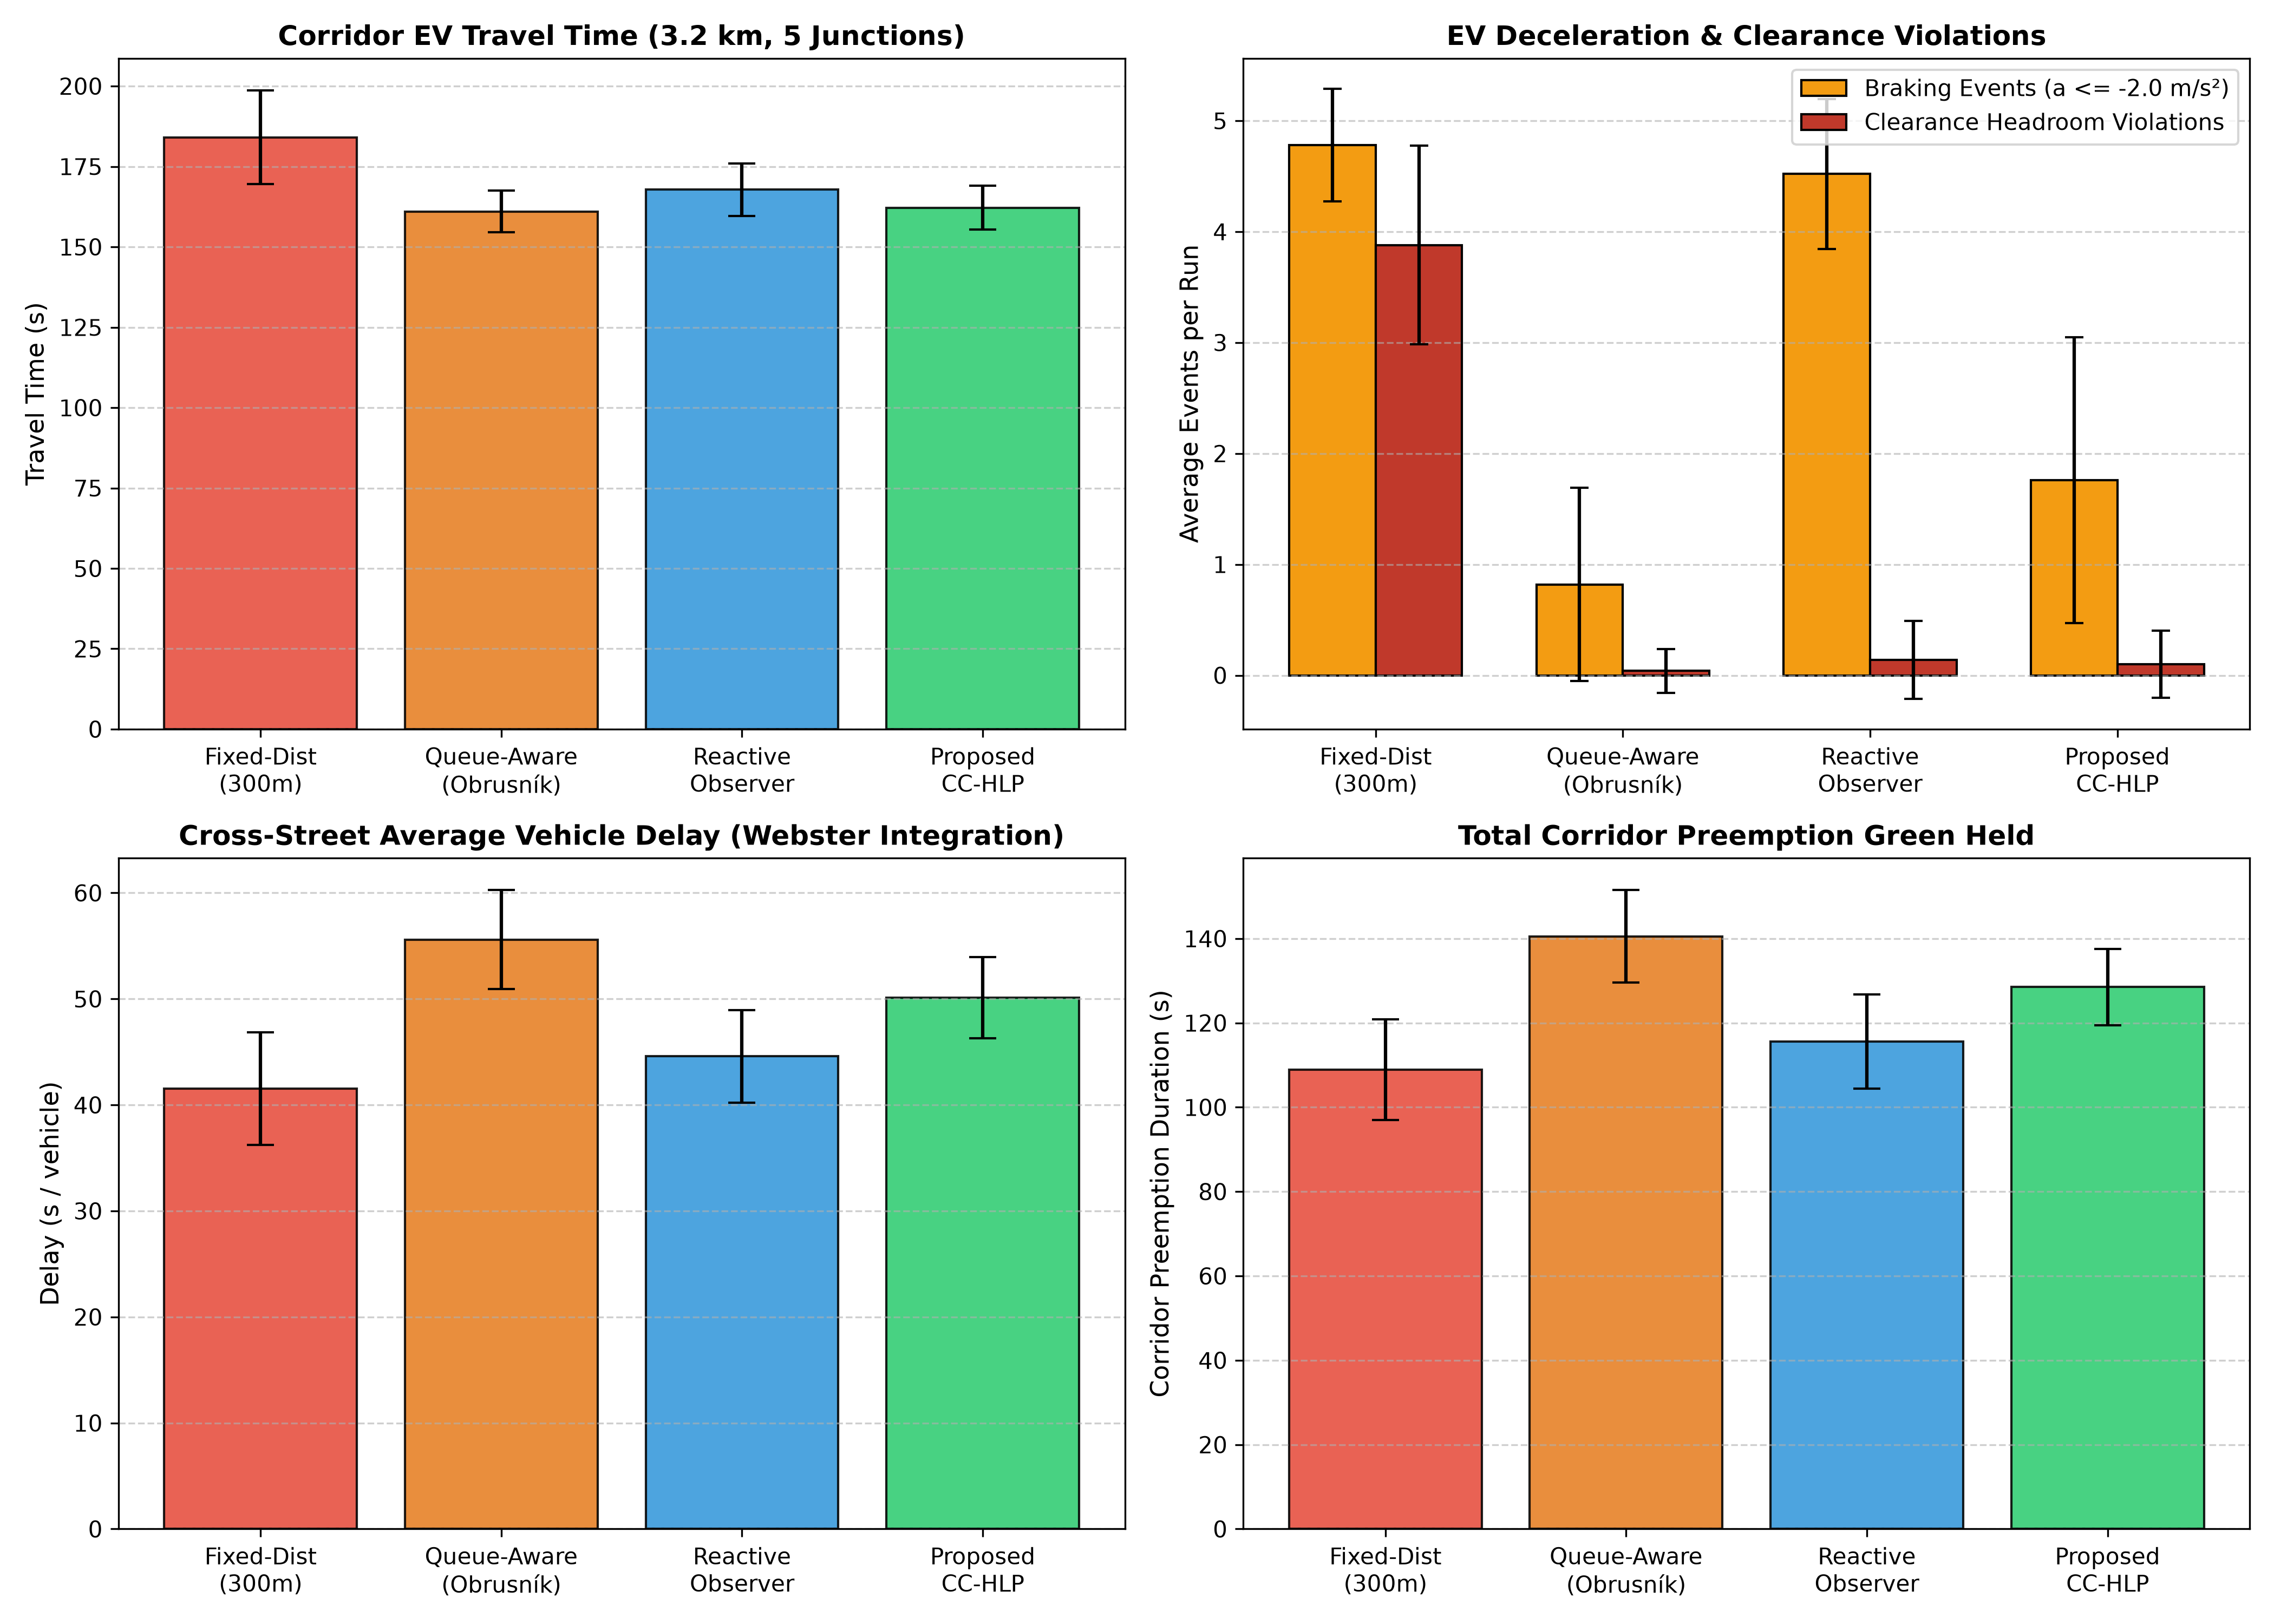 Corridor EV Travel Time (3.2 km, 5 Junctions)
Travel Time (s)
200
175
150
125
100
75
50
25
0
Fixed-Dist
(300m)
Queue-Aware
(Obrusník)
Reactive
Observer
Proposed
CC-HLP
EV Deceleration & Clearance Violations
Braking Events (a <= -2.0 m/s²)
Clearance Headroom Violations
Average Events per Run
5
4
3
2
1
0
Fixed-Dist
(300m)
Queue-Aware
(Obrusník)
Reactive
Observer
Proposed
CC-HLP
Cross-Street Average Vehicle Delay (Webster Integration)
Delay (s / vehicle)
60
50
40
30
20
10
0
Fixed-Dist
(300m)
Queue-Aware
(Obrusník)
Reactive
Observer
Proposed
CC-HLP
Total Corridor Preemption Green Held
Corridor Preemption Duration (s)
140
120
100
80
60
40
20
0
Fixed-Dist
(300m)
Queue-Aware
(Obrusník)
Reactive
Observer
Proposed
CC-HLP